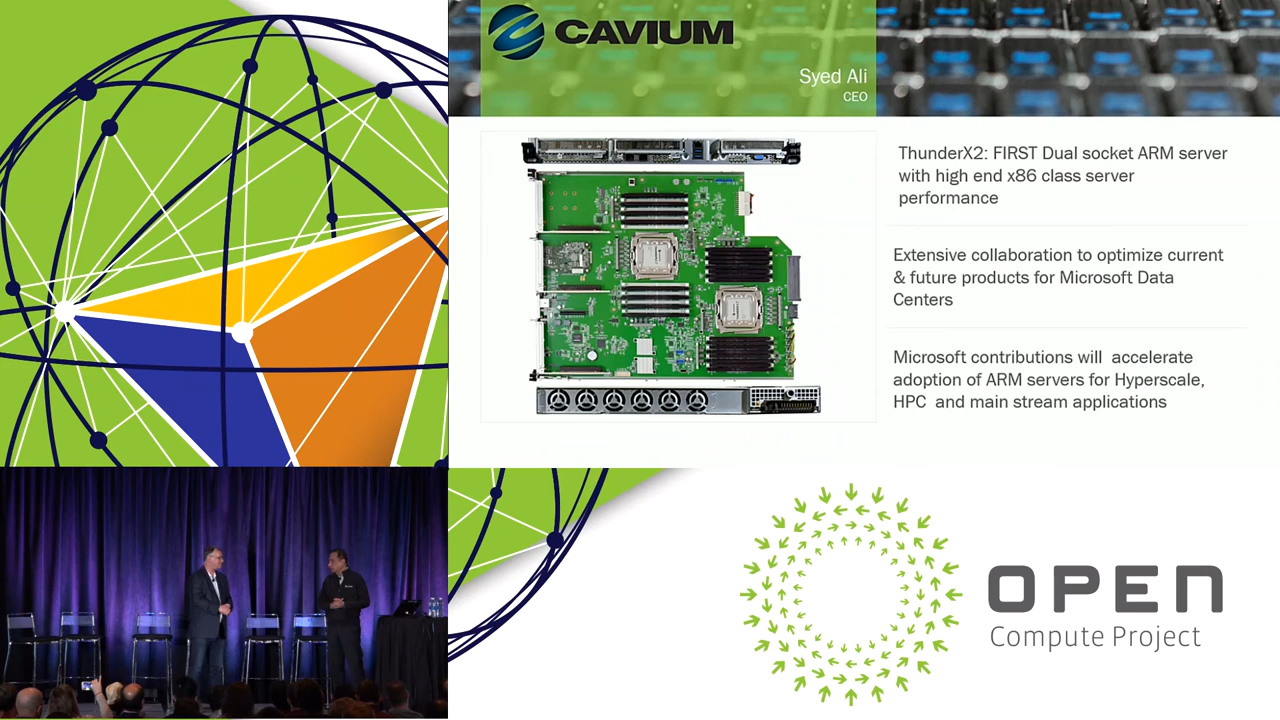 CAVIUM
Syed Ali
CEO
ThunderX2: FIRST Dual socket ARM server
with high end x86 class server
performance
Extensive collaboration to optimize current
& future products for Microsoft Data
Centers
Microsoft contributions will accelerate
adoption of ARM servers for Hyperscale,
HPC and main stream applications
OPEN
Compute Project